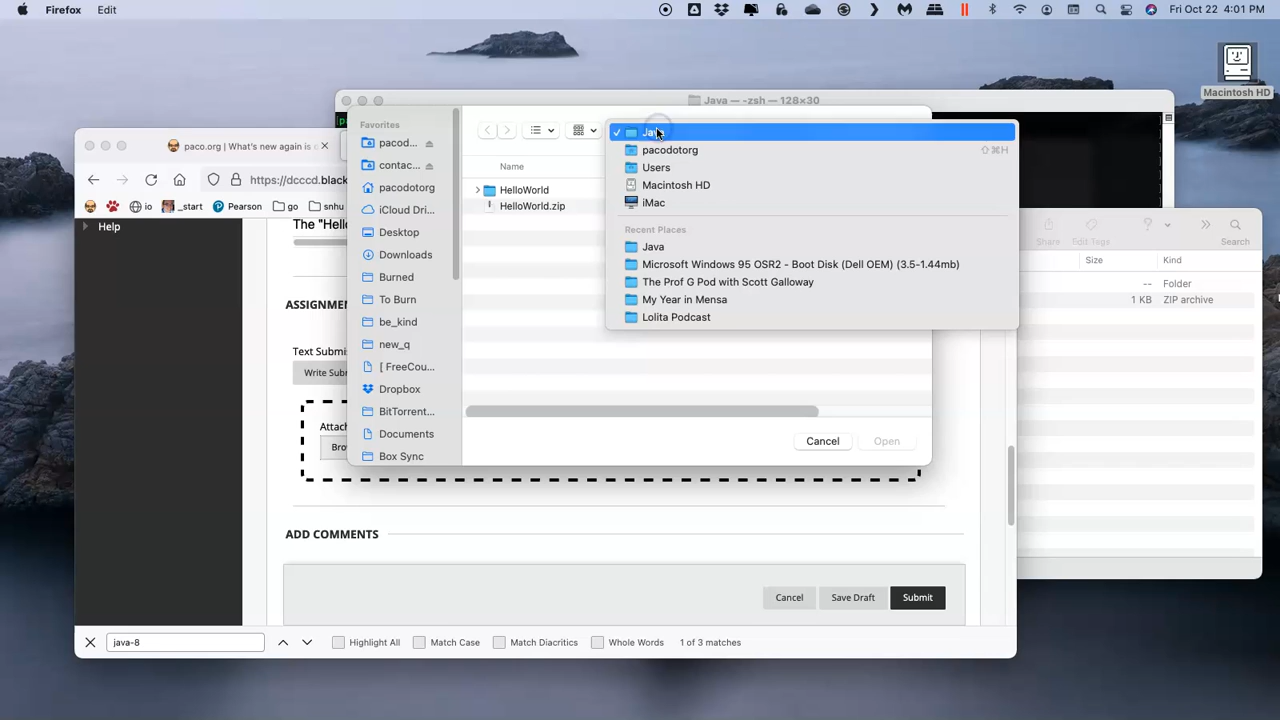 Firefox Edit Fri Oct 22 4:01 PM
Macintosh HD
Java — -zsh — 128×30
paco.org | What's new again is
https://dcccd.black
io _start Pearson go snhu
Help
The "Hell
ASSIGNMENT
Text Submi
Write Subm
Attach
Brow
ADD COMMENTS
Cancel Save Draft Submit
java-8 Highlight All Match Case Match Diacritics Whole Words 1 of 3 matches
Favorites
pacod...
contac...
pacodotorg
iCloud Dri...
Desktop
Downloads
Burned
To Burn
be_kind
new_q
[ FreeCou...
Dropbox
BitTorrent...
Documents
Box Sync
Name
HelloWorld
HelloWorld.zip
Cancel Open
Java
pacodotorg ⇧⌘H
Users
Macintosh HD
iMac
Recent Places
Java
Microsoft Windows 95 OSR2 - Boot Disk (Dell OEM) (3.5-1.44mb)
The Prof G Pod with Scott Galloway
My Year in Mensa
Lolita Podcast
Share Edit Tags Search
Size Kind
-- Folder
1 KB ZIP archive